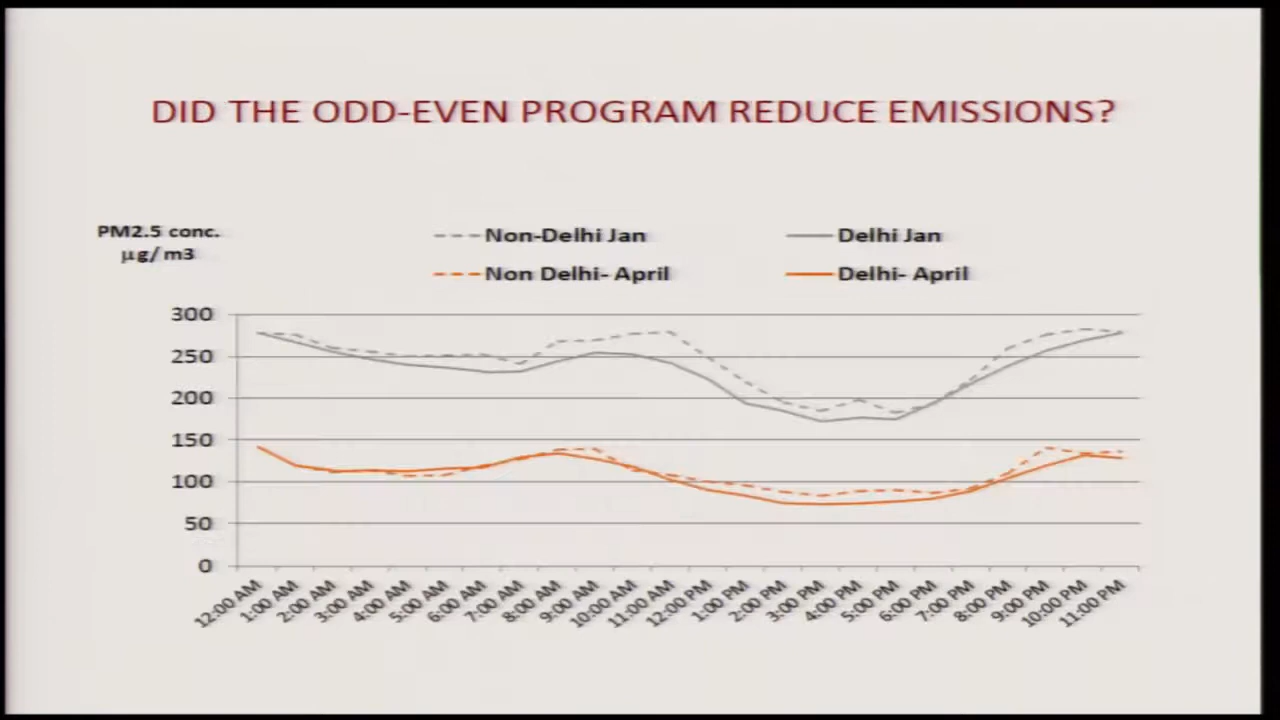 DID THE ODD-EVEN PROGRAM REDUCE EMISSIONS?
PM2.5 conc.
µg/ m3
Non-Delhi Jan
Delhi Jan
Non Delhi- April
Delhi- April
300
250
200
150
100
50
0
12:00 AM
1:00 AM
2:00 AM
3:00 AM
4:00 AM
5:00 AM
6:00 AM
7:00 AM
8:00 AM
9:00 AM
10:00 AM
11:00 AM
12:00 PM
1:00 PM
2:00 PM
3:00 PM
4:00 PM
5:00 PM
6:00 PM
7:00 PM
8:00 PM
9:00 PM
10:00 PM
11:00 PM